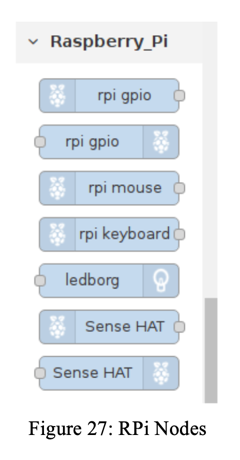 Raspberry_Pi
rpi gpio
rpi gpio
rpi mouse
rpi keyboard
ledborg
Sense HAT
Sense HAT
Figure 27: RPi Nodes